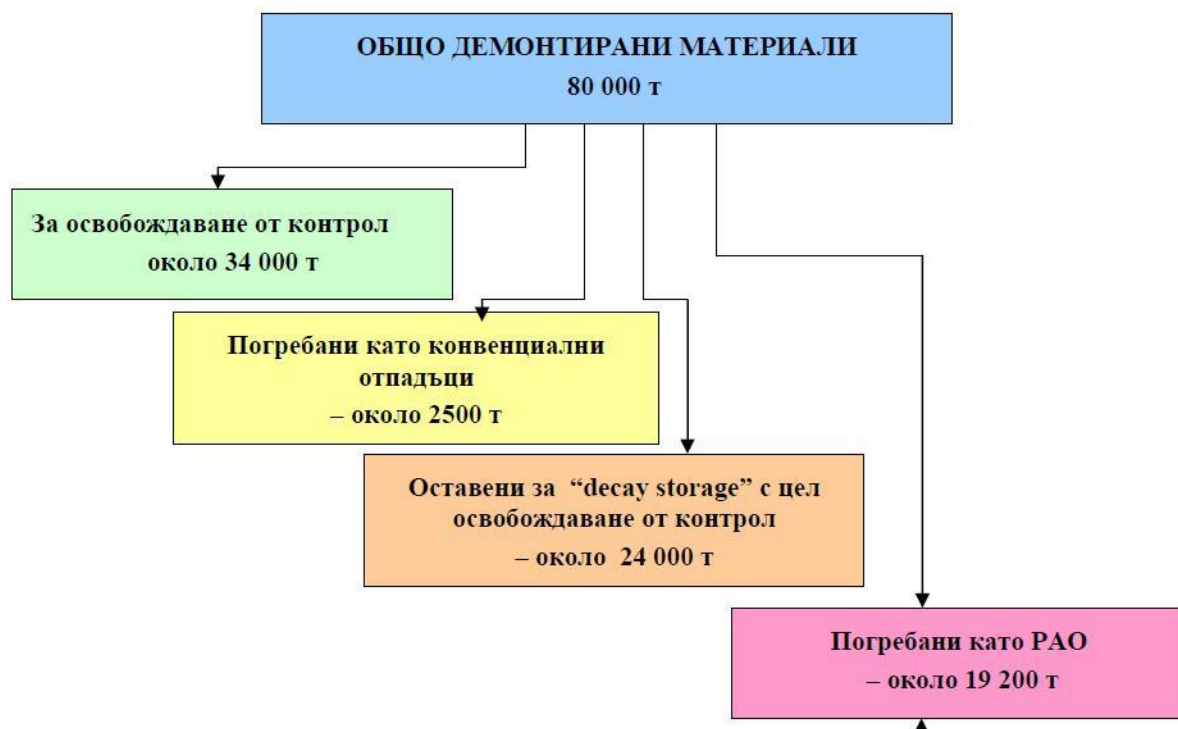 ОБЩО ДЕМОНТИРАНИ МАТЕРИАЛИ
80 000 т
За освобождаване от контрол
около 34 000 т
Погребани като конвенциални
отпадъци
– около 2500 т
Оставени за “decay storage” с цел
освобождаване от контрол
– около 24 000 т
Погребани като РАО
– около 19 200 т